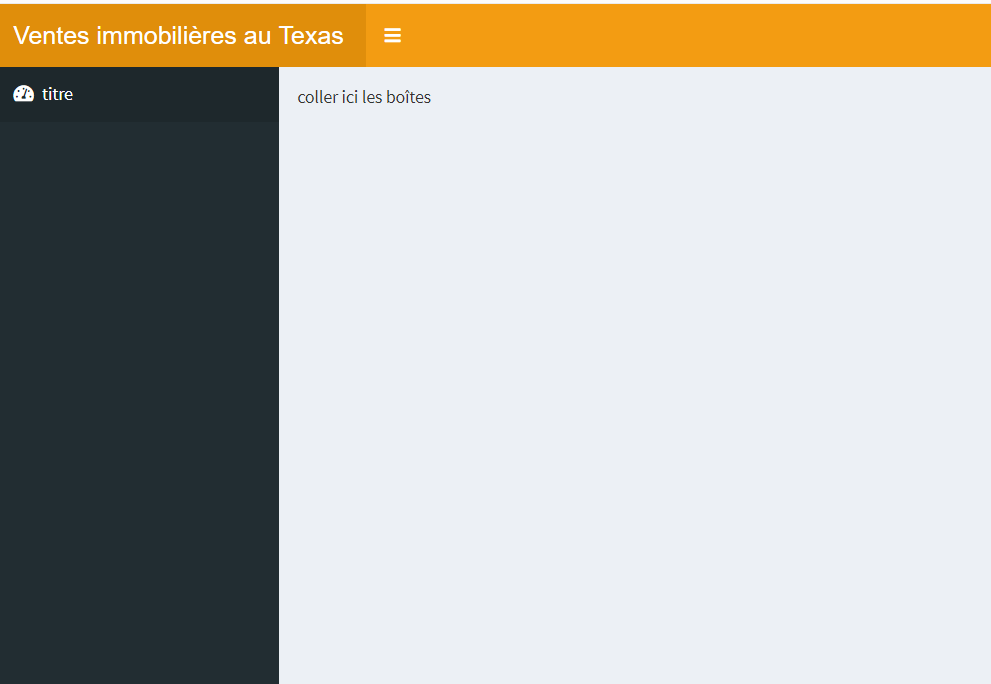 Ventes immobilières au Texas
titre
coller ici les boîtes